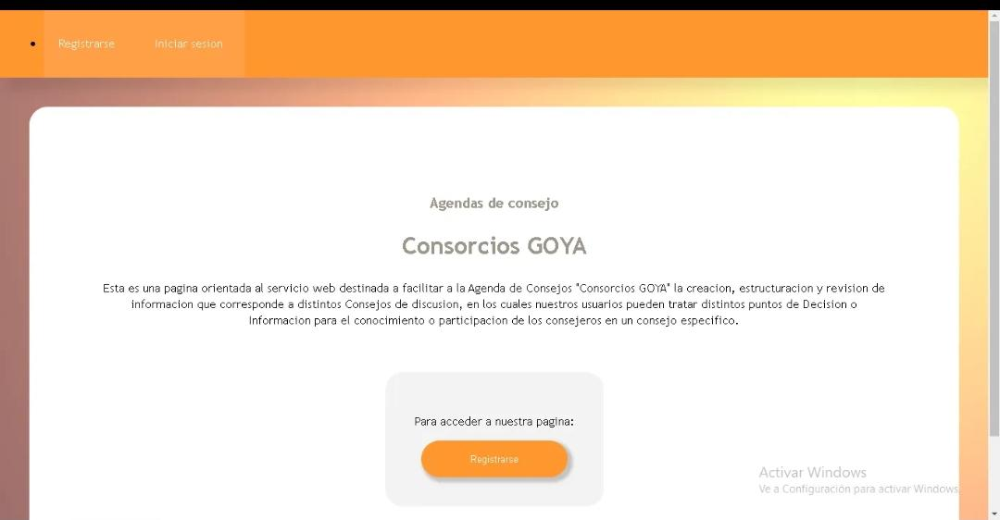 Registrarse Iniciar sesion
Agendas de consejo
Consorcios GOYA
Esta es una pagina orientada al servicio web destinada a facilitar a la Agenda de Consejos "Consorcios GOYA" la creacion, estructuracion y revision de
informacion que corresponde a distintos Consejos de discusion, en los cuales nuestros usuarios pueden tratar distintos puntos de Decision o
Informacion para el conocimiento o participacion de los consejeros en un consejo especifico.
Para acceder a nuestra pagina:
Registrarse
Activar Windows
Ve a Configuración para activar Windows.